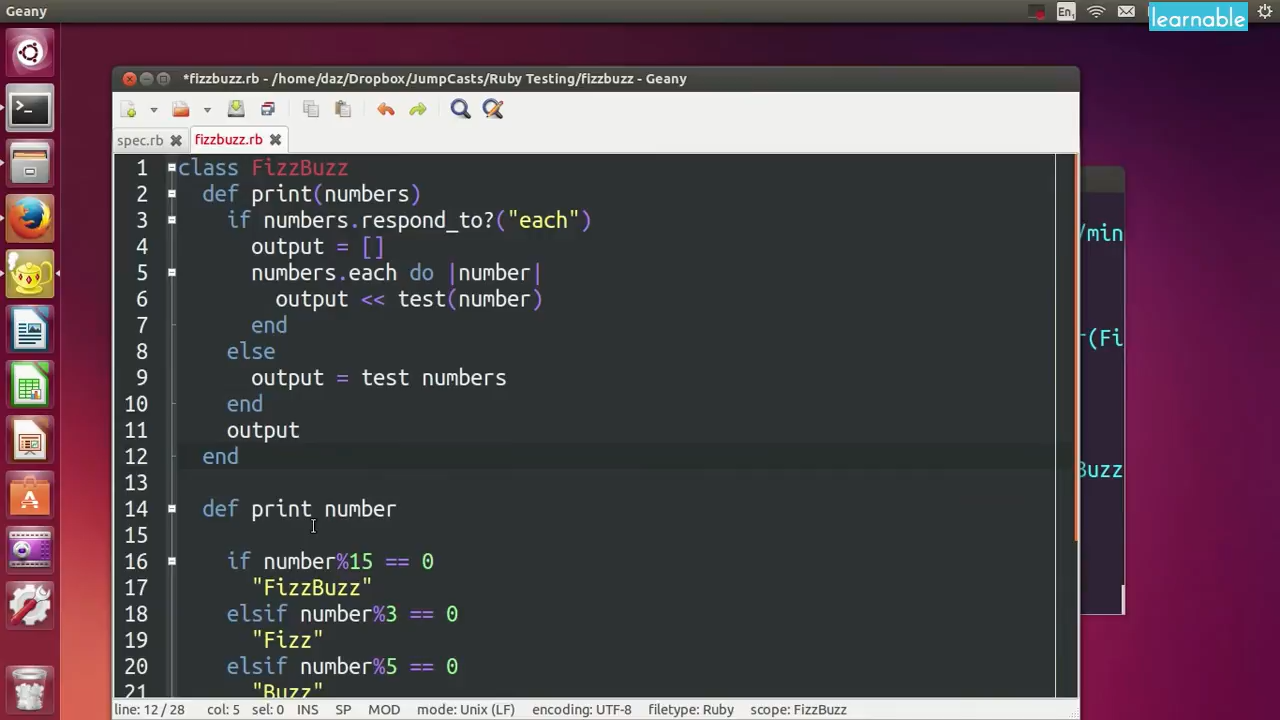 Geany
En1
learnable
*fizzbuzz.rb - /home/daz/Dropbox/JumpCasts/Ruby Testing/fizzbuzz - Geany
spec.rb
fizzbuzz.rb
1 class FizzBuzz
2 def print(numbers)
3 if numbers.respond_to?("each")
4 output = []
5 numbers.each do |number|
6 output << test(number)
7 end
8 else
9 output = test numbers
10 end
11 output
12 end
13
14 def print number
15
16 if number%15 == 0
17 "FizzBuzz"
18 elsif number%3 == 0
19 "Fizz"
20 elsif number%5 == 0
21 "Buzz"
/min
r(Fi
Buzz
line: 12 / 28 col: 5 sel: 0 INS SP MOD mode: Unix (LF) encoding: UTF-8 filetype: Ruby scope: FizzBuzz